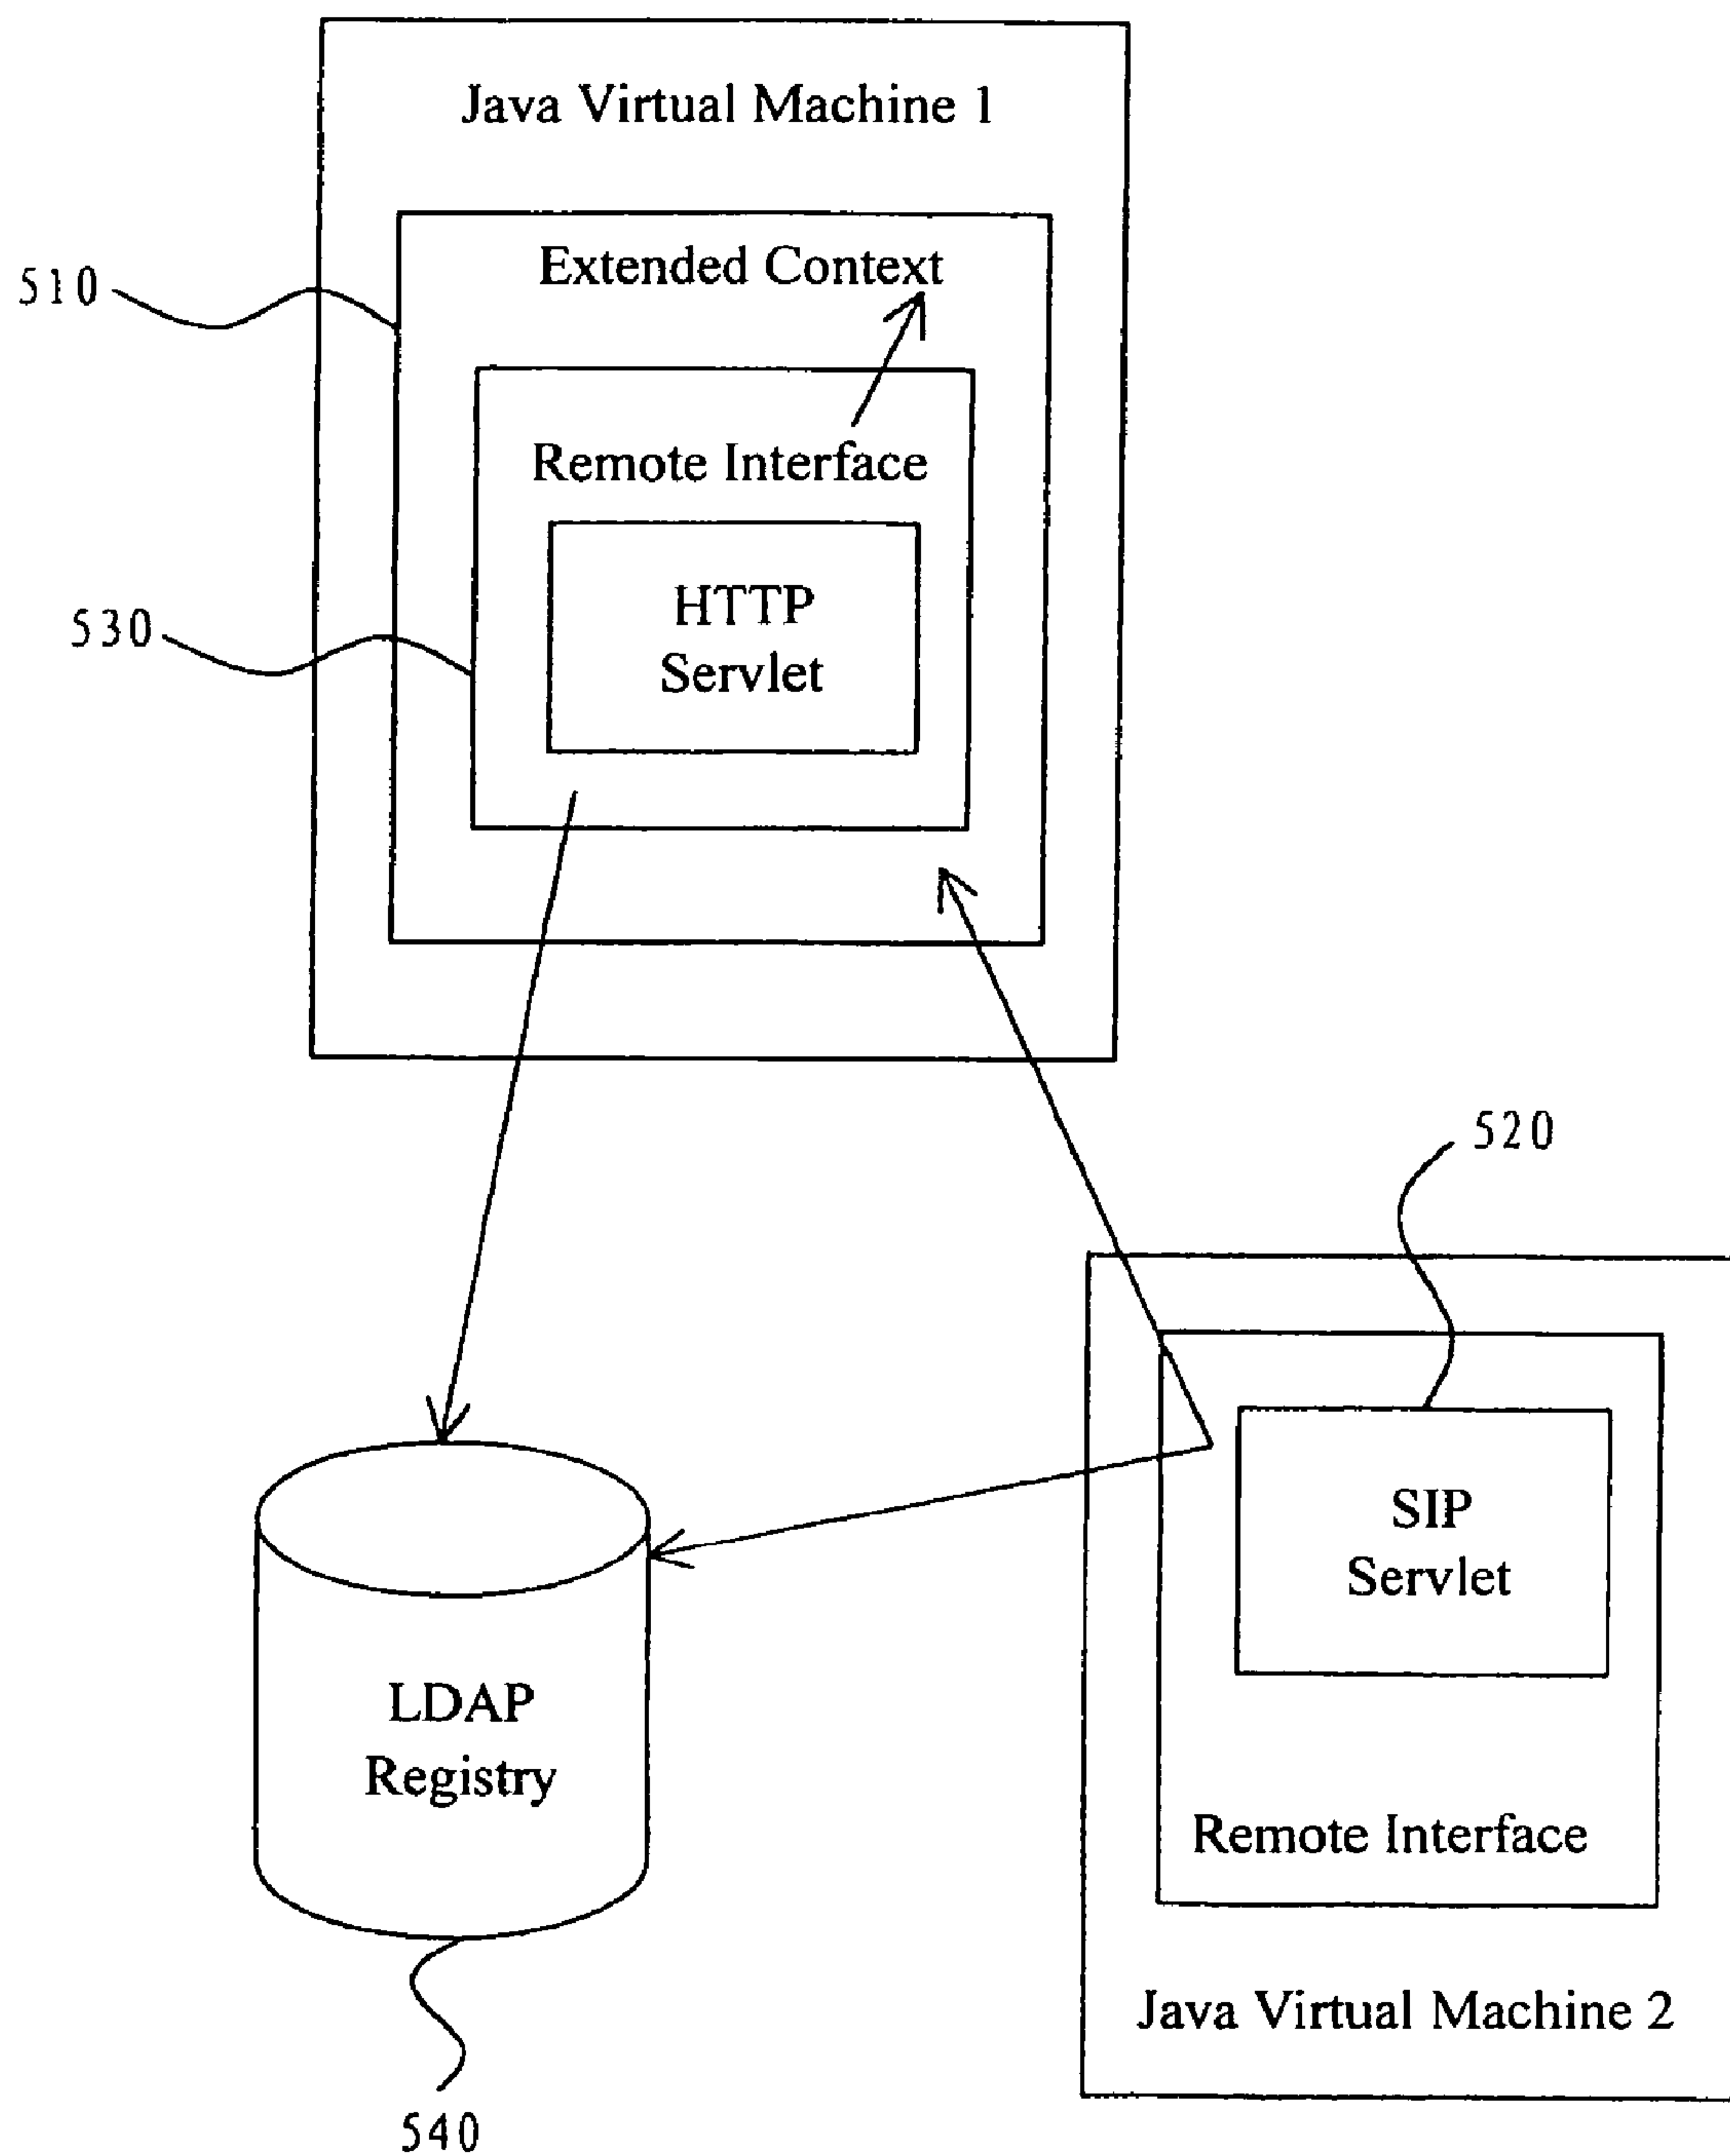 Java Virtual Machine 1
Extended Context
510
Remote Interface
HTTP
Servlet
530
520
SIP
Servlet
LDAP
Registry
Remote Interface
Java Virtual Machine 2
540